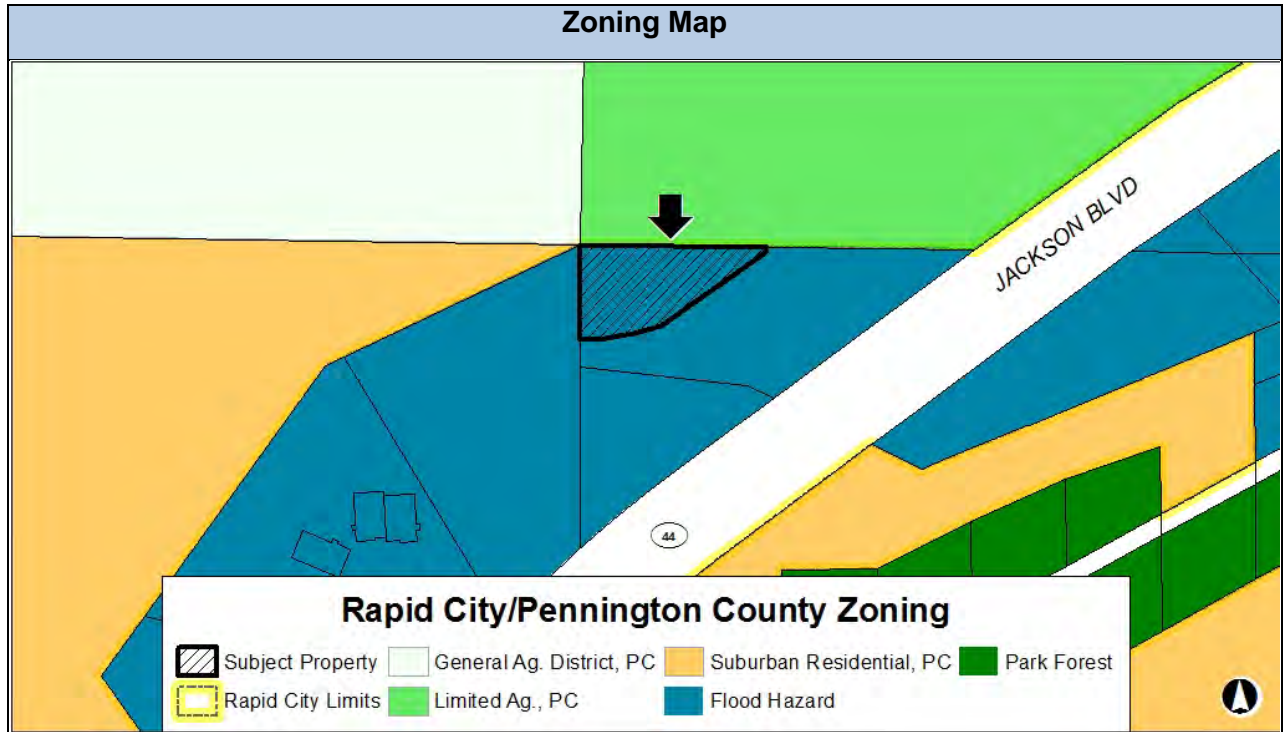 Zoning Map
JACKSON BLVD
44
Rapid City/Pennington County Zoning
Subject Property General Ag. District, PC Suburban Residential, PC Park Forest
Rapid City Limits Limited Ag., PC Flood Hazard